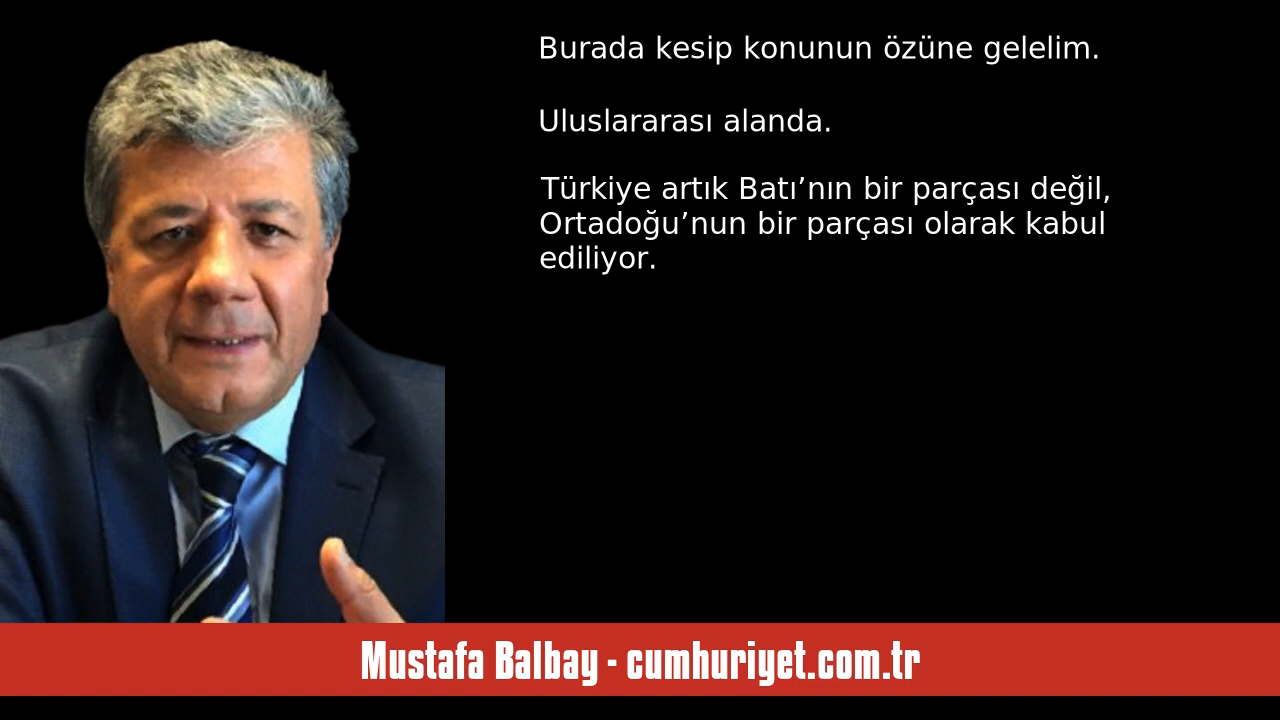 Burada kesip konunun özüne gelelim.
Uluslararası alanda.
Türkiye artık Batı’nın bir parçası değil,
Ortadoğu’nun bir parçası olarak kabul
ediliyor.
Mustafa Balbay - cumhuriyet.com.tr